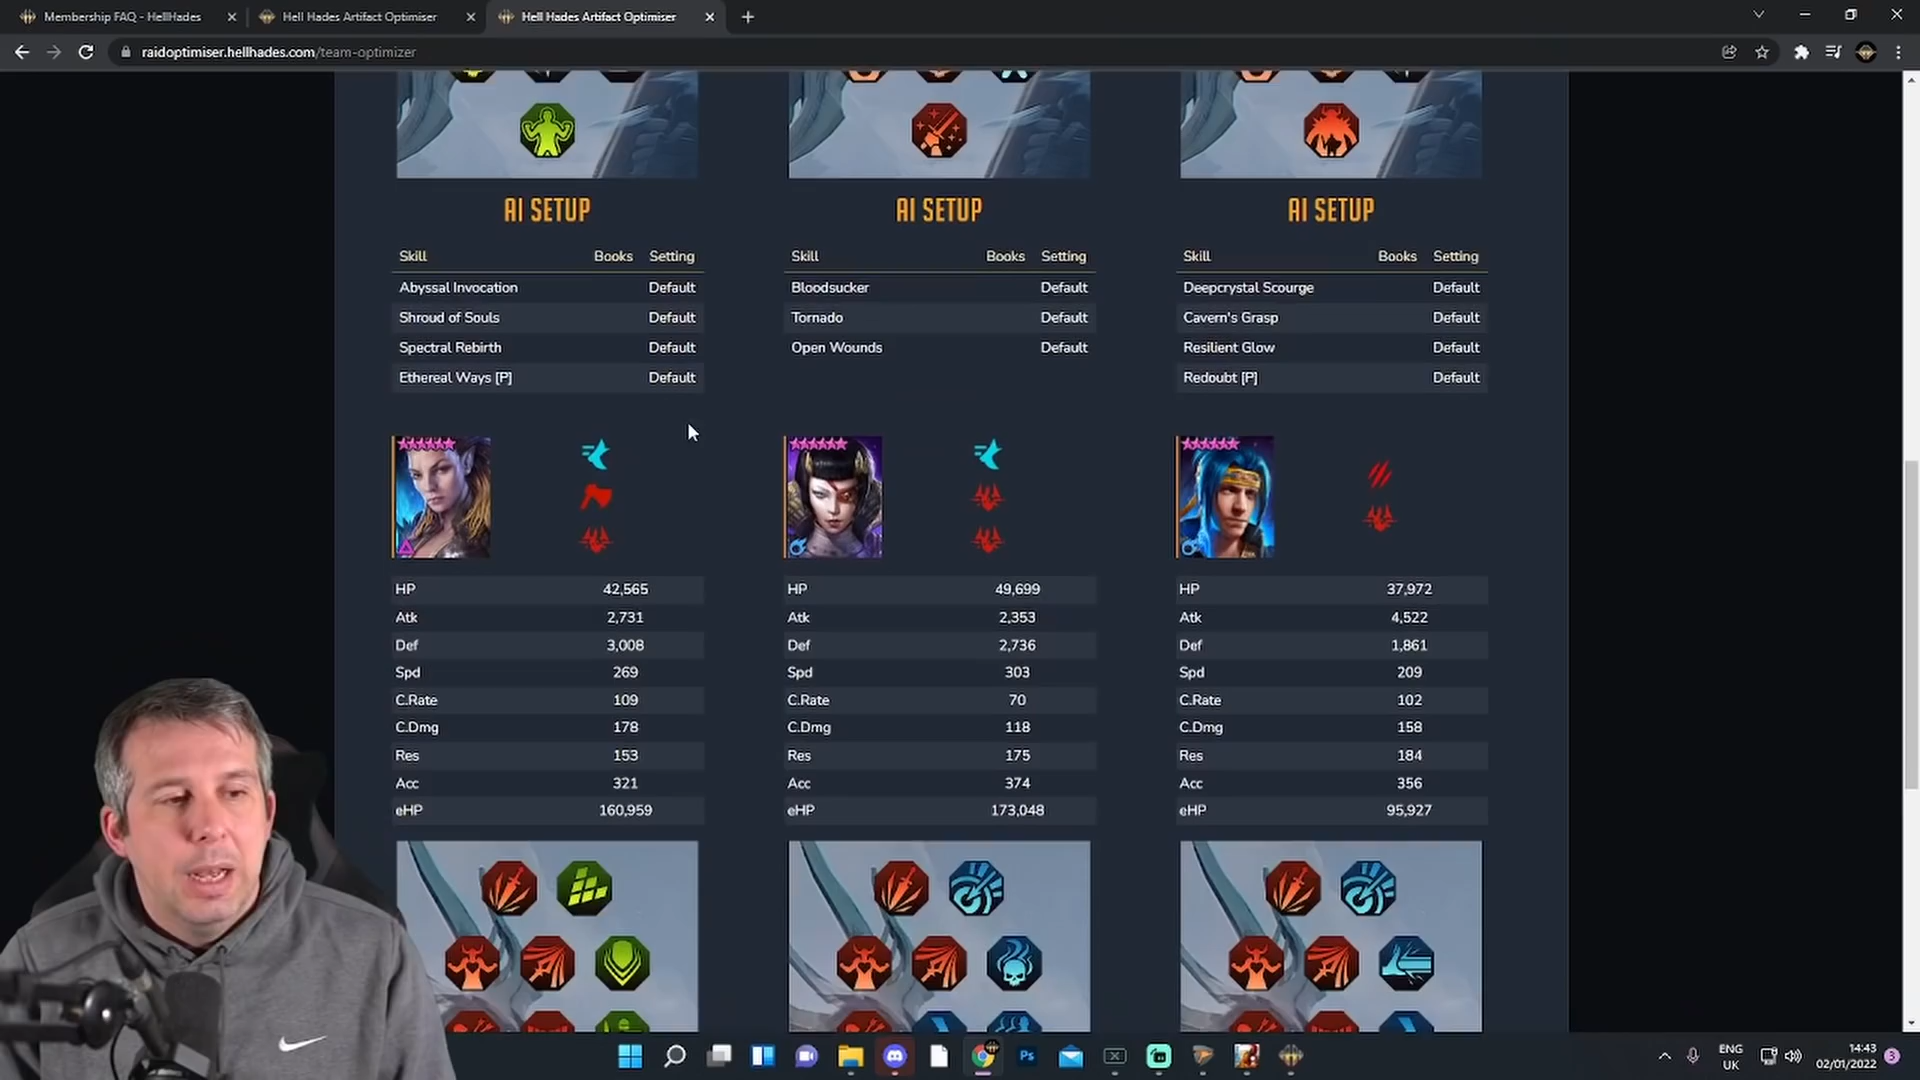 Membership FAQ - HellHades
Hell Hades Artifact Optimiser
Hell Hades Artifact Optimiser
raidoptimiser.hellhades.com/team-optimizer
AI SETUP
Skill Books Setting
Abyssal Invocation Default
Shroud of Souls Default
Spectral Rebirth Default
Ethereal Ways [P] Default
AI SETUP
Skill Books Setting
Bloodsucker Default
Tornado Default
Open Wounds Default
AI SETUP
Skill Books Setting
Deepcrystal Scourge Default
Cavern's Grasp Default
Resilient Glow Default
Redoubt [P] Default
HP 42,565
Atk 2,731
Def 3,008
Spd 269
C.Rate 109
C.Dmg 178
Res 153
Acc 321
eHP 160,959
HP 49,699
Atk 2,353
Def 2,736
Spd 303
C.Rate 70
C.Dmg 118
Res 175
Acc 374
eHP 173,048
HP 37,972
Atk 4,522
Def 1,861
Spd 209
C.Rate 102
C.Dmg 158
Res 184
Acc 356
eHP 95,927
Ps
ENG
UK
14:43
02/01/2022
3